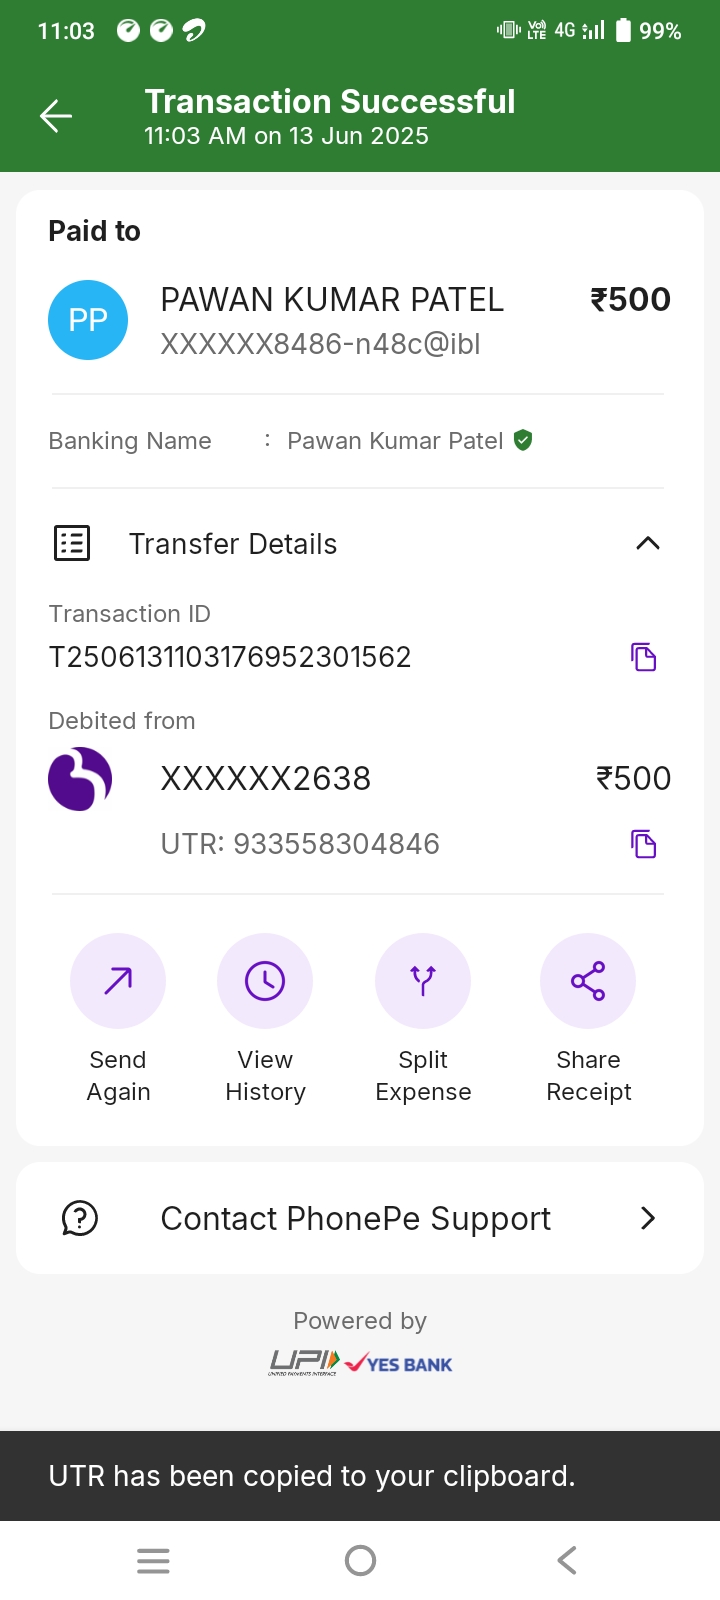 11:03 Vo) LTE 4G 99%
Transaction Successful
11:03 AM on 13 Jun 2025
Paid to
PP PAWAN KUMAR PATEL ₹500
XXXXXX8486-n48c@ibl
Banking Name : Pawan Kumar Patel
Transfer Details
Transaction ID
T2506131103176952301562
Debited from
XXXXXX2638 ₹500
UTR: 933558304846
Send Again
View History
Split Expense
Share Receipt
Contact PhonePe Support
Powered by
UPI UNIFIED PAYMENTS INTERFACE YES BANK
UTR has been copied to your clipboard.